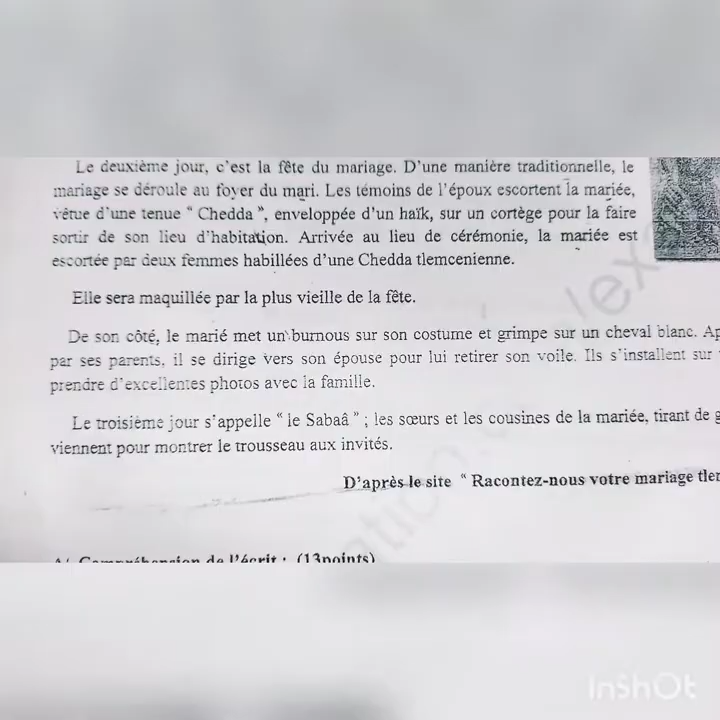 Le deuxième jour, c'est la fête du mariage. D'une manière traditionnelle, le
mariage se déroule au foyer du mari. Les témoins de l'époux escortent la mariée,
vêtue d'une tenue “ Chedda ”, enveloppée d'un haïk, sur un cortège pour la faire
sortir de son lieu d'habitation. Arrivée au lieu de cérémonie, la mariée est
escortée par deux femmes habillées d'une Chedda tlemcenienne.
Elle sera maquillée par la plus vieille de la fête.
De son côté, le marié met un burnous sur son costume et grimpe sur un cheval blanc.
par ses parents, il se dirige vers son épouse pour lui retirer son voile. Ils s'installent sur
prendre d'excellentes photos avec la famille.
Le troisième jour s'appelle “ le Sabaâ ” ; les sœurs et les cousines de la mariée, tirant de
viennent pour montrer le trousseau aux invités.
D'après le site “ Racontez-nous votre mariage
Compréhension de l'écrit : (13points)
InShOt